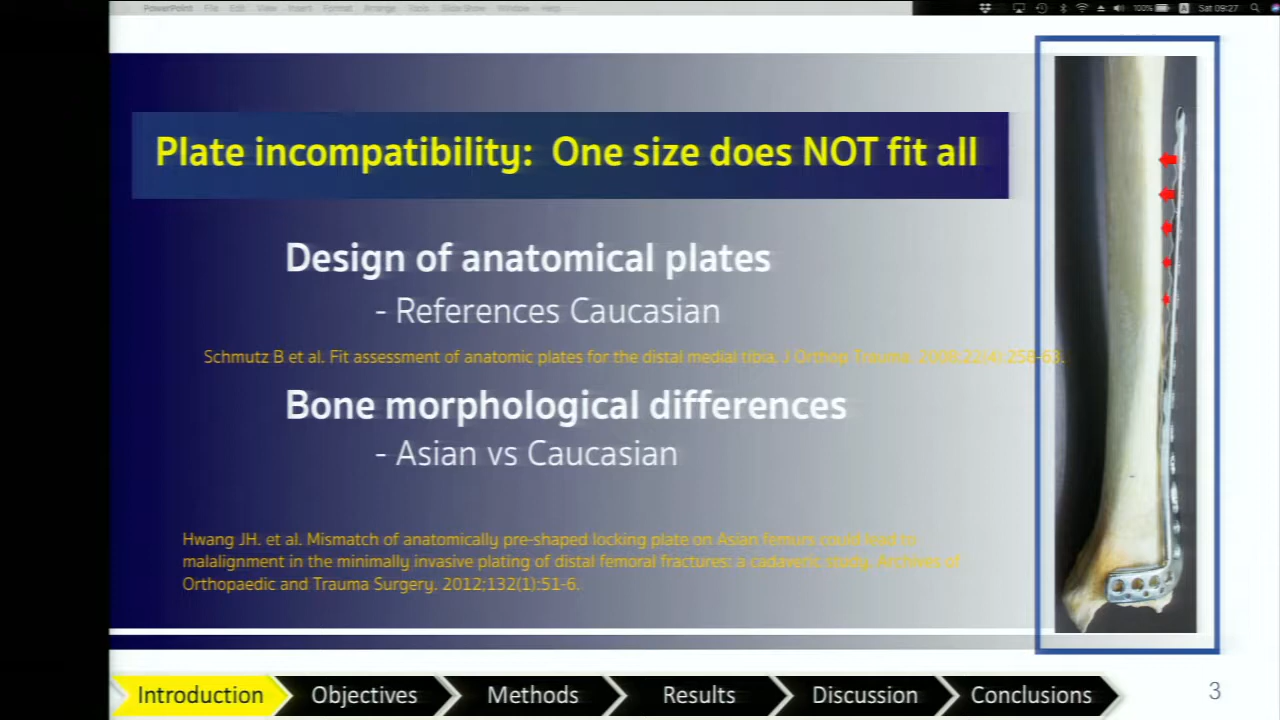 PowerPoint File Edit View Insert Format Arrange Tools Slide Show Window Help
100% A Sat 09:27
Plate incompatibility: One size does NOT fit all
Design of anatomical plates
- References Caucasian
Schmutz B et al. Fit assessment of anatomic plates for the distal medial tibia. J Orthop Trauma. 2008;22(4): 258-63.
Bone morphological differences
- Asian vs Caucasian
Hwang JH. et al. Mismatch of anatomically pre-shaped locking plate on Asian femurs could lead to
malalignment in the minimally invasive plating of distal femoral fractures: a cadaveric study. Archives of
Orthopaedic and Trauma Surgery. 2012;132(1):51-6.
Introduction Objectives Methods Results Discussion Conclusions 3